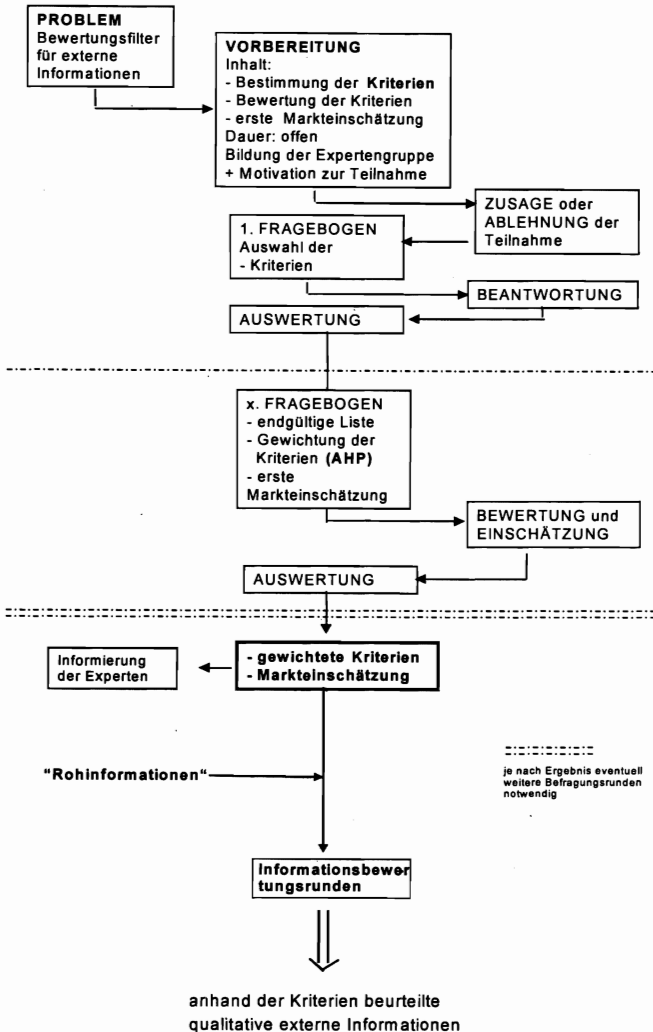 PROBLEM
Bewertungsfilter
für externe
Informationen
VORBEREITUNG
Inhalt:
- Bestimmung der Kriterien
- Bewertung der Kriterien
- erste Markteinschätzung
Dauer: offen
Bildung der Expertengruppe
+ Motivation zur Teilnahme
ZUSAGE oder
ABLEHNUNG der
Teilnahme
1. FRAGEBOGEN
Auswahl der
- Kriterien
BEANTWORTUNG
AUSWERTUNG
x. FRAGEBOGEN
- endgültige Liste
- Gewichtung der
Kriterien (AHP)
- erste
Markteinschätzung
BEWERTUNG und
EINSCHÄTZUNG
AUSWERTUNG
- gewichtete Kriterien
- Markteinschätzung
Informierung
der Experten
"Rohinformationen"
je nach Ergebnis eventuell
weitere Befragungsrunden
notwendig
Informationsbewer
tungsrunden
anhand der Kriterien beurteilte
qualitative externe Informationen